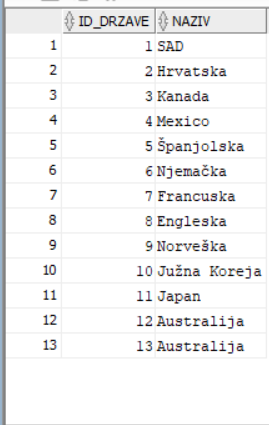 ID_DRZAVE NAZIV
1 1 SAD
2 2 Hrvatska
3 3 Kanada
4 4 Mexico
5 5 Španjolska
6 6 Njemačka
7 7 Francuska
8 8 Engleska
9 9 Norveška
10 10 Južna Koreja
11 11 Japan
12 12 Australija
13 13 Australija